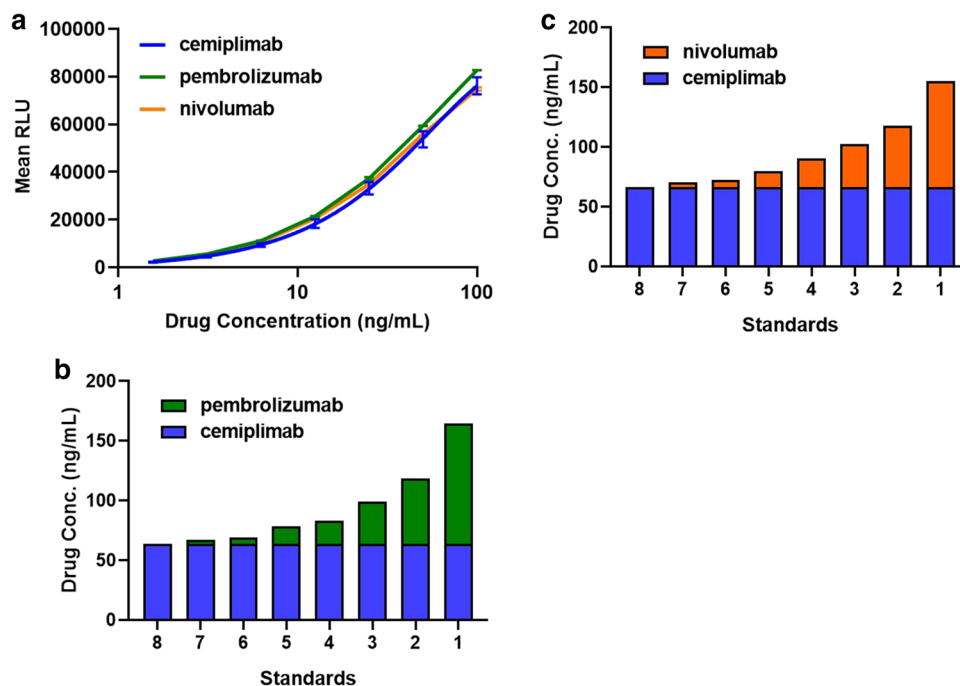 a
100000
80000
60000
40000
20000
0
Mean RLU
cemiplimab
pembrolizumab
nivolumab
1 10 100
Drug Concentration (ng/mL)
c
200
150
100
50
0
Drug Conc. (ng/mL)
nivolumab
cemiplimab
8 7 6 5 4 3 2 1
Standards
b
200
150
100
50
0
Drug Conc. (ng/mL)
pembrolizumab
cemiplimab
8 7 6 5 4 3 2 1
Standards